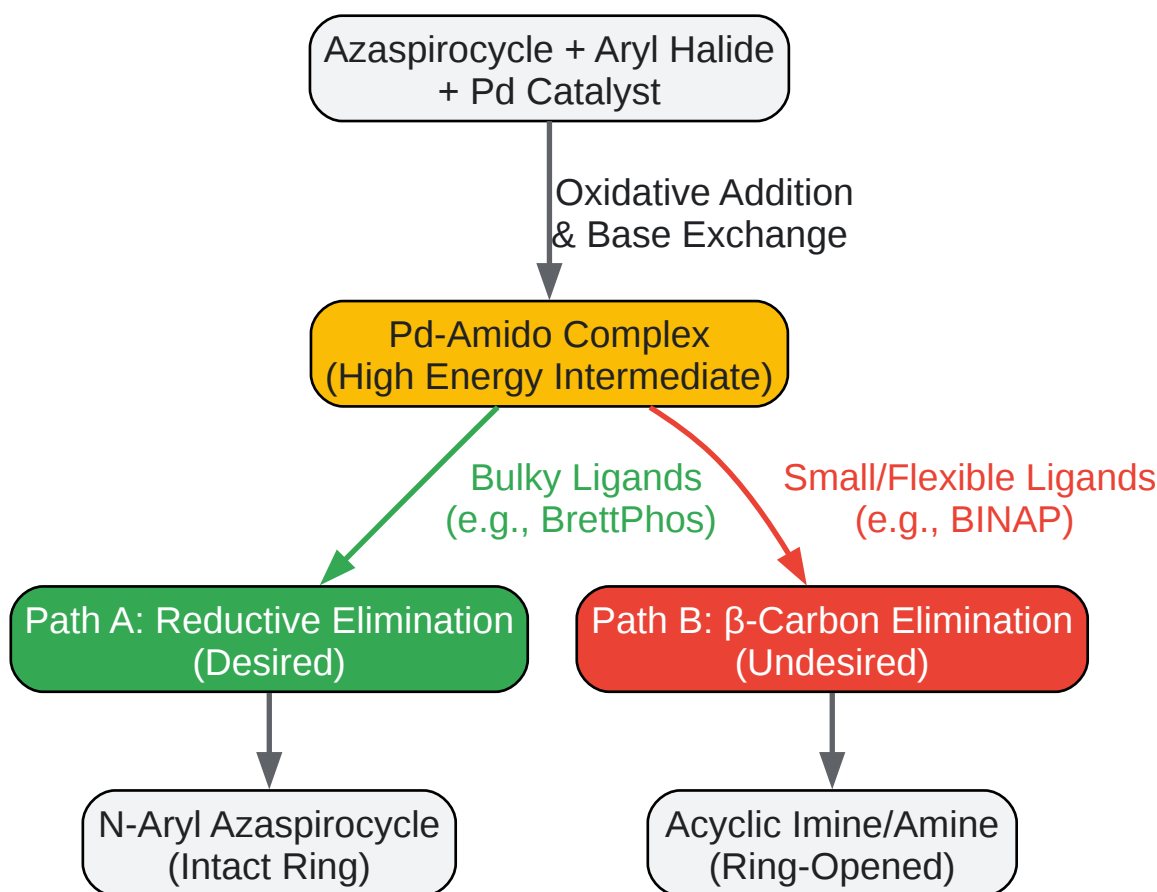 Azaspirocycle + Aryl Halide
+ Pd Catalyst
Oxidative Addition
& Base Exchange
Pd-Amido Complex
(High Energy Intermediate)
Bulky Ligands
(e.g., BrettPhos)
Small/Flexible Ligands
(e.g., BINAP)
Path A: Reductive Elimination
(Desired)
Path B: β-Carbon Elimination
(Undesired)
N-Aryl Azaspirocycle
(Intact Ring)
Acyclic Imine/Amine
(Ring-Opened)